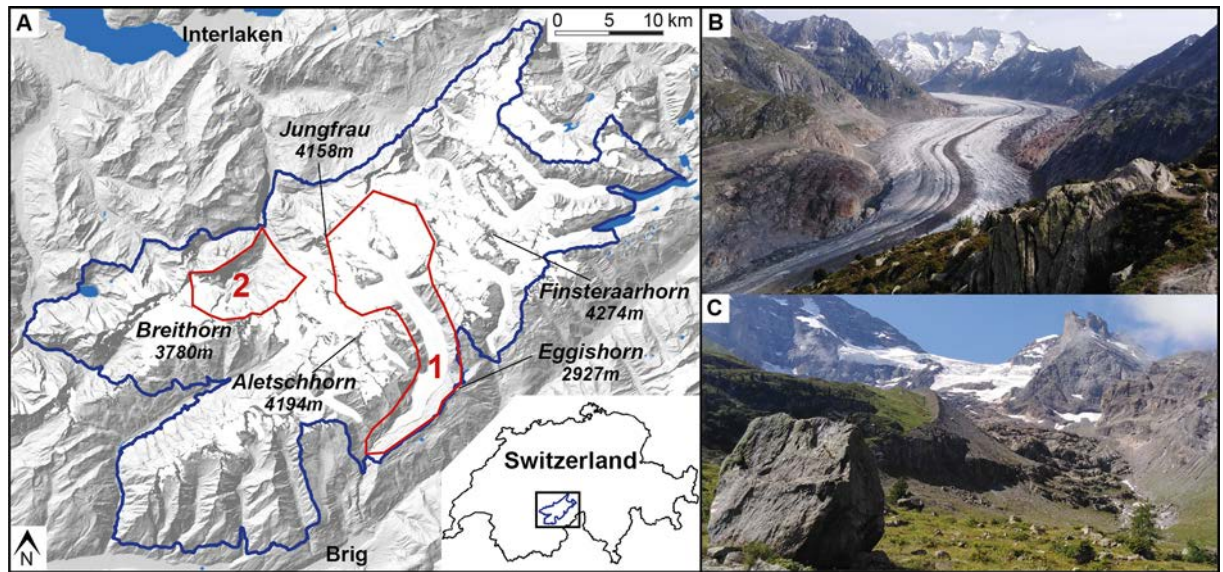 A
Interlaken
0 5 10 km
Jungfrau
4158m
2
1
Finsteraarhorn
4274m
Breithorn
3780m
Eggishorn
2927m
Aletschhorn
4194m
Switzerland
Brig
N
B
C